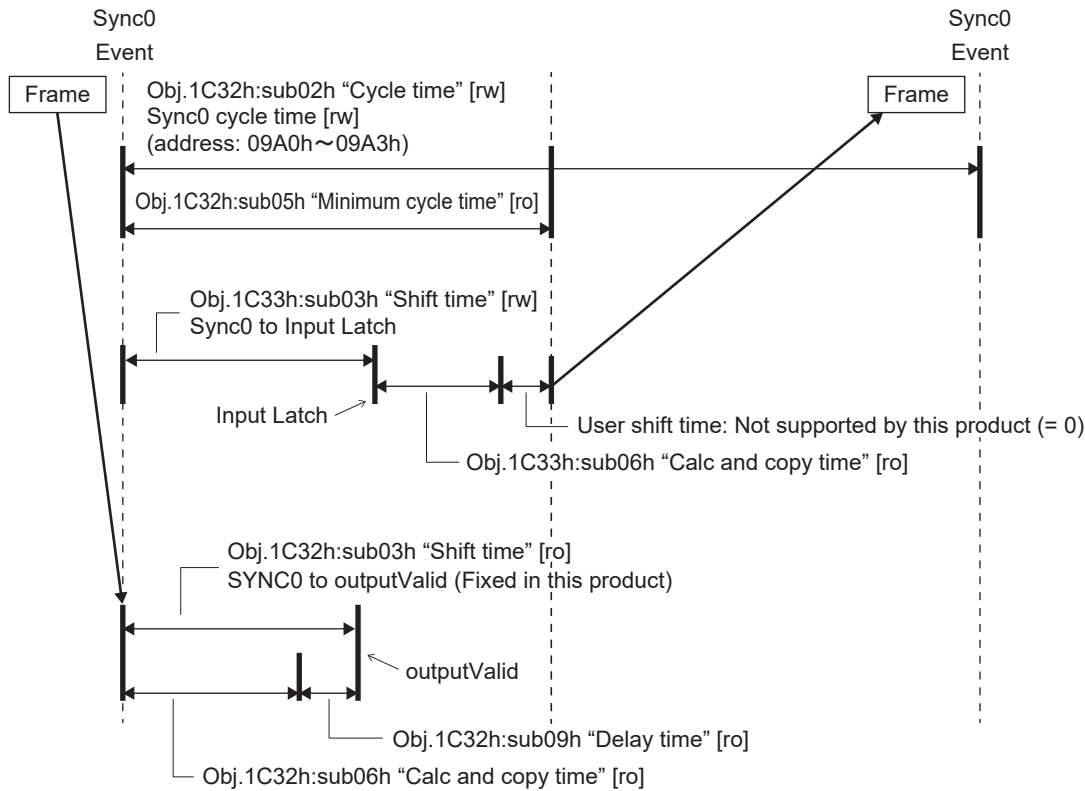 Sync0
Event
Sync0
Event
Frame
Frame
Obj.1C32h:sub02h “Cycle time” [rw]
Sync0 cycle time [rw]
(address: 09A0h～09A3h)
Obj.1C32h:sub05h “Minimum cycle time” [ro]
Obj.1C33h:sub03h “Shift time” [rw]
Sync0 to Input Latch
Input Latch
User shift time: Not supported by this product (= 0)
Obj.1C33h:sub06h “Calc and copy time” [ro]
Obj.1C32h:sub03h “Shift time” [ro]
SYNC0 to outputValid (Fixed in this product)
outputValid
Obj.1C32h:sub09h “Delay time” [ro]
Obj.1C32h:sub06h “Calc and copy time” [ro]